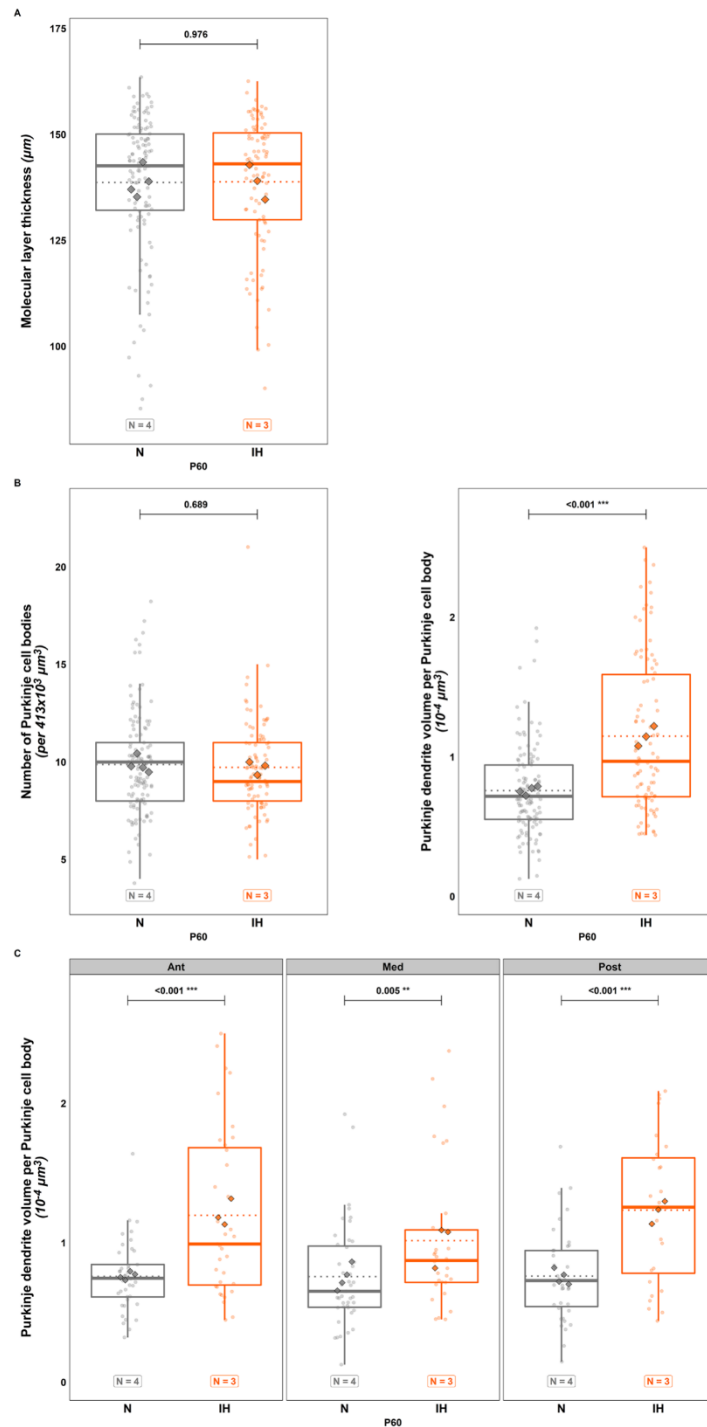 A
175
0.976
150
125
100
Molecular layer thickness (µm)
N = 4
N = 3
N
IH
P60
B
0.689
20
15
10
5
Number of Purkinje cell bodies
(per 413x10³ µm³)
N = 4
N = 3
N
IH
P60
<0.001 ***
2
1
0
Purkinje dendrite volume per Purkinje cell body
(10⁻⁴ µm³)
N = 4
N = 3
N
IH
P60
C
Ant
Med
Post
<0.001 ***
0.005 **
<0.001 ***
2
1
0
Purkinje dendrite volume per Purkinje cell body
(10⁻⁴ µm³)
N = 4
N = 3
N = 4
N = 3
N = 4
N = 3
N
IH
N
IH
N
IH
P60